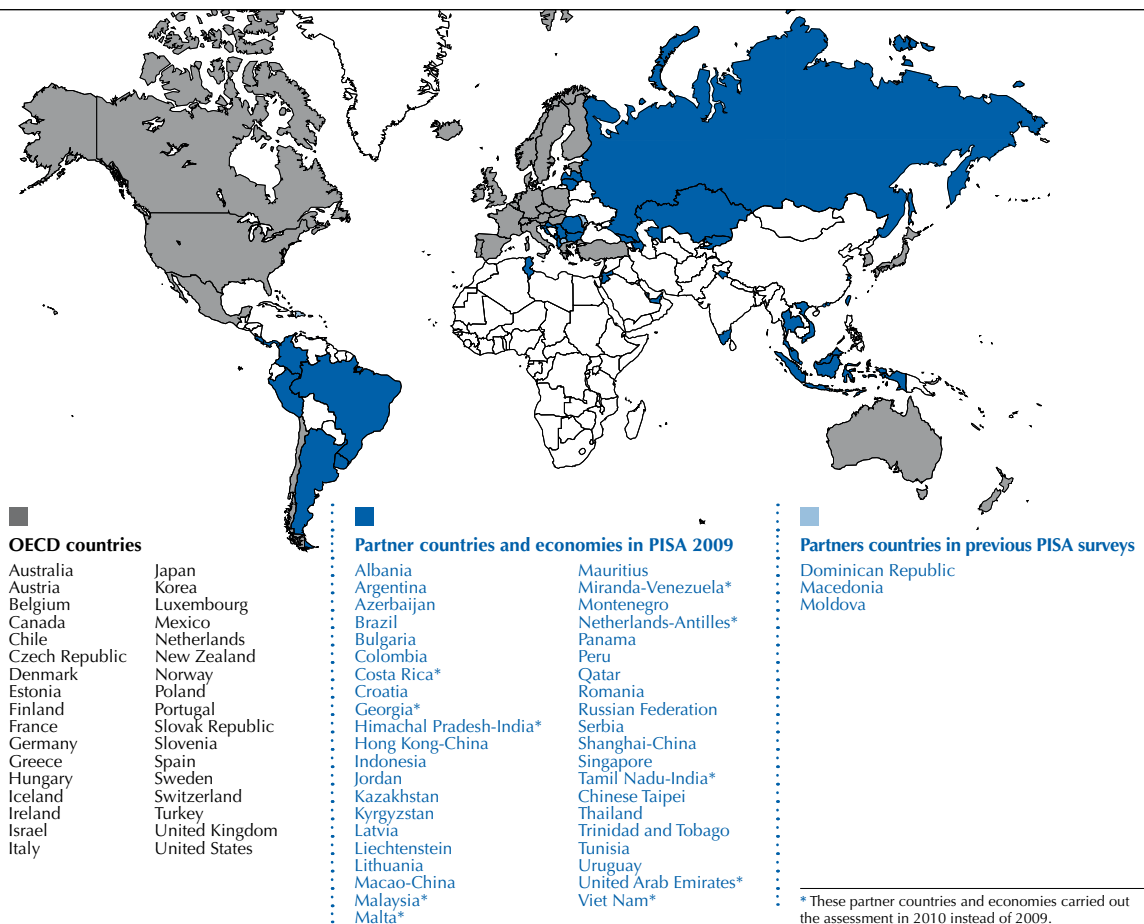 OECD countries
Australia
Austria
Belgium
Canada
Chile
Czech Republic
Denmark
Estonia
Finland
France
Germany
Greece
Hungary
Iceland
Ireland
Israel
Italy
Japan
Korea
Luxembourg
Mexico
Netherlands
New Zealand
Norway
Poland
Portugal
Slovak Republic
Slovenia
Spain
Sweden
Switzerland
Turkey
United Kingdom
United States
Partner countries and economies in PISA 2009
Albania
Argentina
Azerbaijan
Brazil
Bulgaria
Colombia
Costa Rica*
Croatia
Georgia*
Himachal Pradesh-India*
Hong Kong-China
Indonesia
Jordan
Kazakhstan
Kyrgyzstan
Latvia
Liechtenstein
Lithuania
Macao-China
Malaysia*
Malta*
Mauritius
Miranda-Venezuela*
Montenegro
Netherlands-Antilles*
Panama
Peru
Qatar
Romania
Russian Federation
Serbia
Shanghai-China
Singapore
Tamil Nadu-India*
Chinese Taipei
Thailand
Trinidad and Tobago
Tunisia
Uruguay
United Arab Emirates*
Viet Nam*
Partners countries in previous PISA surveys
Dominican Republic
Macedonia
Moldova
* These partner countries and economies carried out
the assessment in 2010 instead of 2009.